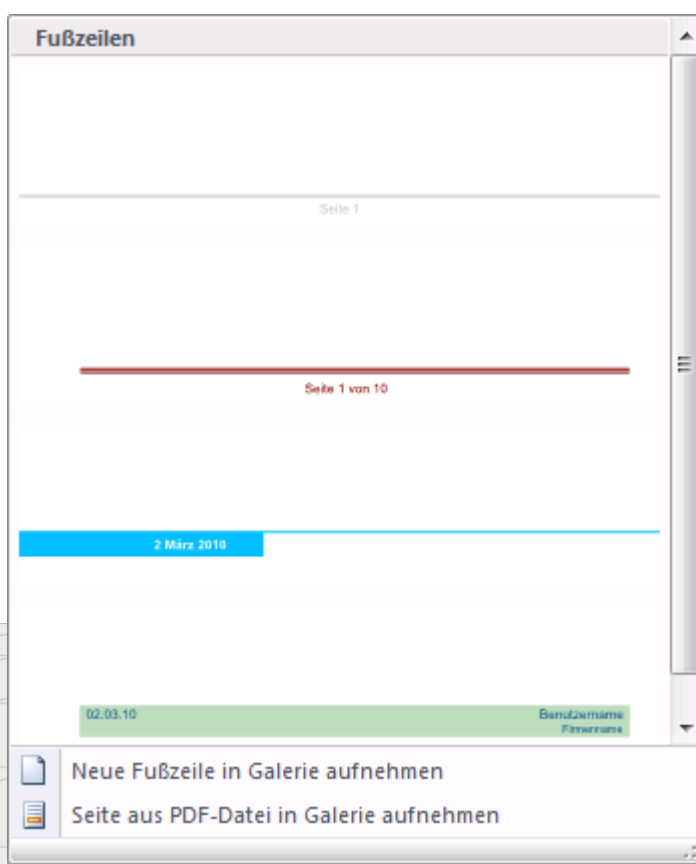 Fußzeilen
Seite 1
Seite 1 von 10
2 März 2010
02.03.10
Benutzername
Firmenname
Neue Fußzeile in Galerie aufnehmen
Seite aus PDF-Datei in Galerie aufnehmen